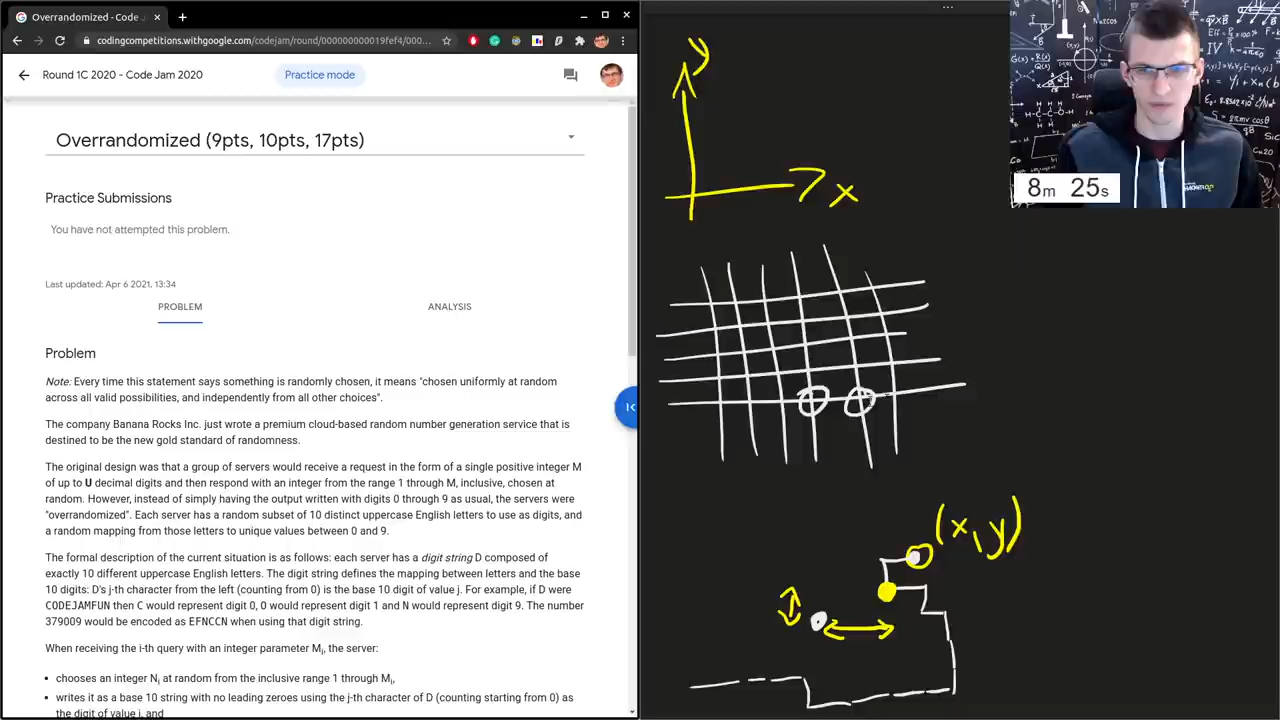 Overrandomized - Code Ja
codingcompetitions.withgoogle.com/codejam/round/000000000019fef4/000...
Round 1C 2020 - Code Jam 2020
Practice mode
Overrandomized (9pts, 10pts, 17pts)
Practice Submissions
You have not attempted this problem.
Last updated: Apr 6 2021, 13:34
PROBLEM
ANALYSIS
Problem
Note: Every time this statement says something is randomly chosen, it means "chosen uniformly at random
across all valid possibilities, and independently from all other choices".
The company Banana Rocks Inc. just wrote a premium cloud-based random number generation service that is
destined to be the new gold standard of randomness.
The original design was that a group of servers would receive a request in the form of a single positive integer M
of up to U decimal digits and then respond with an integer from the range 1 through M, inclusive, chosen at
random. However, instead of simply having the output written with digits 0 through 9 as usual, the servers were
"overrandomized". Each server has a random subset of 10 distinct uppercase English letters to use as digits, and
a random mapping from those letters to unique values between 0 and 9.
The formal description of the current situation is as follows: each server has a digit string D composed of
exactly 10 different uppercase English letters. The digit string defines the mapping between letters and the base
10 digits: D's j-th character from the left (counting from 0) is the base 10 digit of value j. For example, if D were
CODEJAMFUN then C would represent digit 0, O would represent digit 1 and N would represent digit 9. The number
379009 would be encoded as EFNCCN when using that digit string.
When receiving the i-th query with an integer parameter Mi, the server:
chooses an integer Ni at random from the inclusive range 1 through Mi,
writes it as a base 10 string with no leading zeroes using the j-th character of D (counting starting from 0) as
the digit of value j, and
y
x
(x,y)
8m 25s